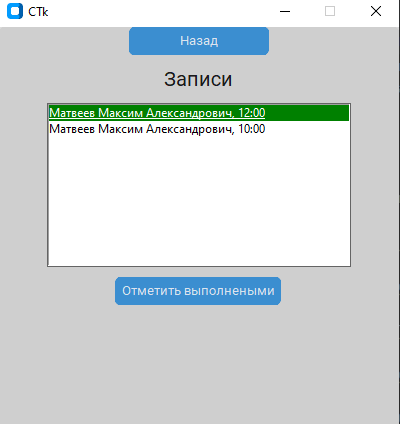 CTk
Назад
Записи
Матвеев Максим Александрович, 12:00
Матвеев Максим Александрович, 10:00
Отметить выполнеными